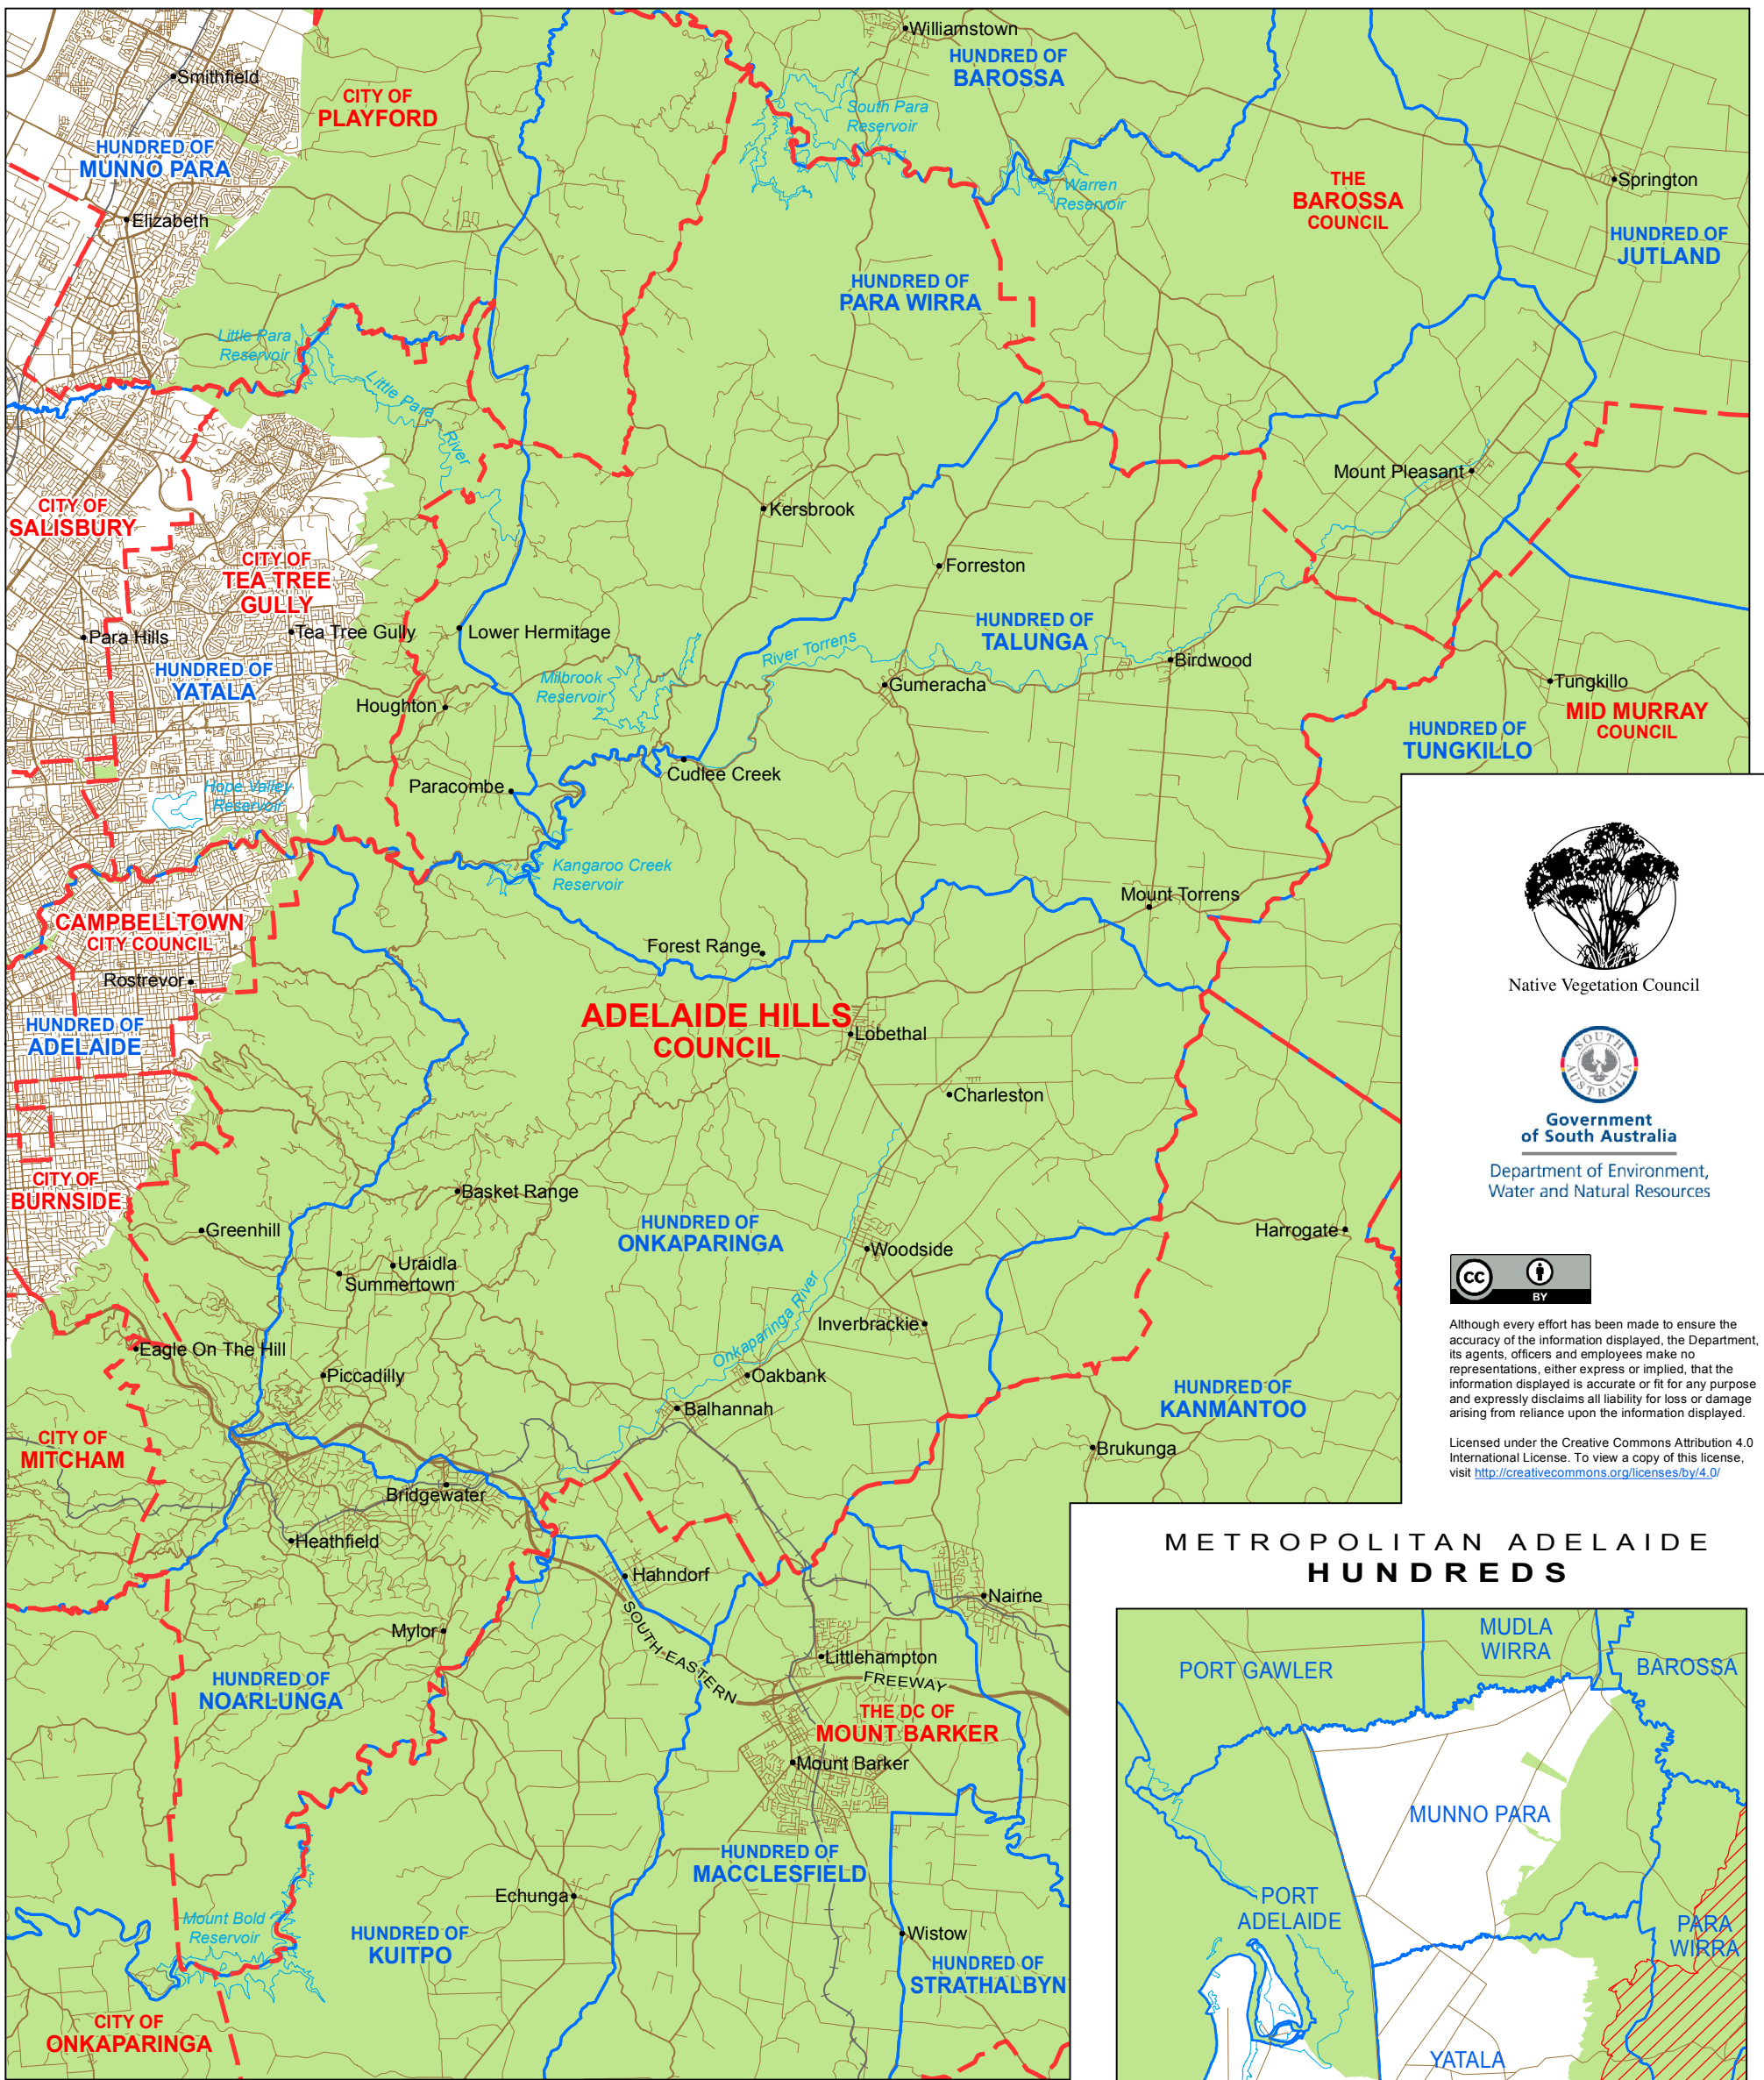 Williamstown
HUNDRED OF
BAROSSA
Smithfield
CITY OF
PLAYFORD
South Para
Reservoir
HUNDRED OF
MUNNO PARA
Warren
Reservoir
THE
BAROSSA
COUNCIL
Springton
Elizabeth
HUNDRED OF
JUTLAND
HUNDRED OF
PARA WIRRA
Little Para
Reservoir
Little Para
River
Mount Pleasant
CITY OF
SALISBURY
Kersbrook
CITY OF
TEA TREE
GULLY
Forreston
HUNDRED OF
TALUNGA
Para Hills
Tea Tree Gully
Lower Hermitage
River Torrens
Birdwood
HUNDRED OF
YATALA
Milbrook
Reservoir
Gumeracha
Tungkillo
Houghton
MID MURRAY
COUNCIL
HUNDRED OF
TUNGKILLO
Cudlee Creek
Paracombe
Hope Valley
Reservoir
Kangaroo Creek
Reservoir
Mount Torrens
CAMPBELLTOWN
CITY COUNCIL
Forest Range
Rostrevor
Native Vegetation Council
HUNDRED OF
ADELAIDE
ADELAIDE HILLS
COUNCIL
Lobethal
SOUTH
AUSTRALIA
Charleston
Government
of South Australia
Department of Environment,
Water and Natural Resources
CITY OF
BURNSIDE
Basket Range
Greenhill
HUNDRED OF
ONKAPARINGA
Harrogate
Woodside
Uraidla
Summertown
cc
BY
Onkaparinga River
Inverbrackie
Although every effort has been made to ensure the
accuracy of the information displayed, the Department,
its agents, officers and employees make no
representations, either express or implied, that the
information displayed is accurate or fit for any purpose
and expressly disclaims all liability for loss or damage
arising from reliance upon the information displayed.
Licensed under the Creative Commons Attribution 4.0
International License. To view a copy of this license,
visit http://creativecommons.org/licenses/by/4.0/
Eagle On The Hill
Piccadilly
Oakbank
HUNDRED OF
KANMANTOO
Balhannah
CITY OF
MITCHAM
Brukunga
Bridgewater
Heathfield
METROPOLITAN ADELAIDE
HUNDREDS
Hahndorf
Nairne
Mylor
SOUTH EASTERN
FREEWAY
Littlehampton
HUNDRED OF
NOARLUNGA
THE DC OF
MOUNT BARKER
Mount Barker
HUNDRED OF
MACCLESFIELD
Echunga
Mount Bold
Reservoir
HUNDRED OF
KUITPO
Wistow
HUNDRED OF
STRATHALBYN
CITY OF
ONKAPARINGA
MUDLA
WIRRA
PORT GAWLER
BAROSSA
MUNNO PARA
PORT
ADELAIDE
PARA
WIRRA
YATALA